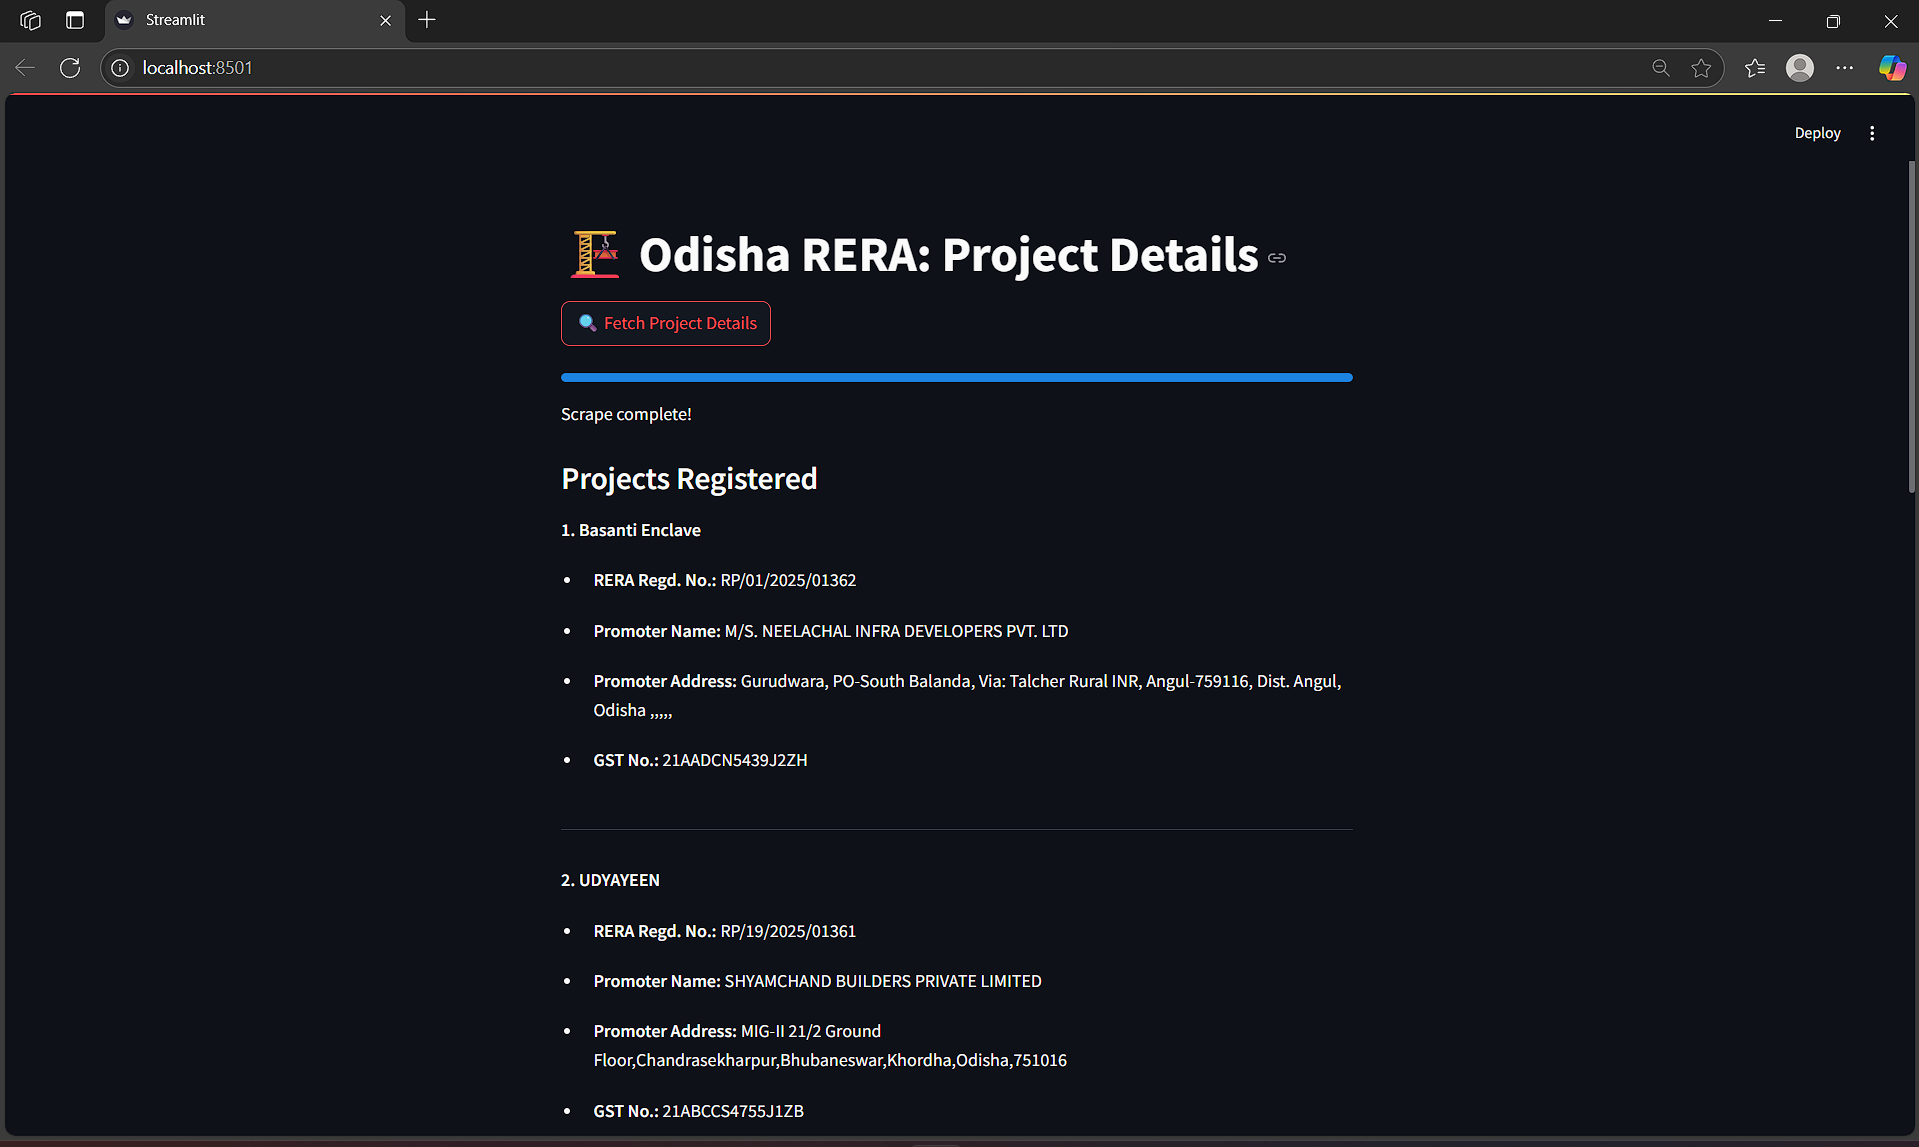 Streamlit
localhost:8501
Deploy
Odisha RERA: Project Details
Fetch Project Details
Scrape complete!
Projects Registered
1. Basanti Enclave
• RERA Regd. No.: RP/01/2025/01362
• Promoter Name: M/S. NEELACHAL INFRA DEVELOPERS PVT. LTD
• Promoter Address: Gurudwara, PO-South Balanda, Via: Talcher Rural INR, Angul-759116, Dist. Angul,
Odisha ,,,,,
• GST No.: 21AADCN5439J2ZH
2. UDYAYEEN
• RERA Regd. No.: RP/19/2025/01361
• Promoter Name: SHYAMCHAND BUILDERS PRIVATE LIMITED
• Promoter Address: MIG-II 21/2 Ground
Floor,Chandrasekharpur,Bhubaneswar,Khordha,Odisha,751016
• GST No.: 21ABCCS4755J1ZB